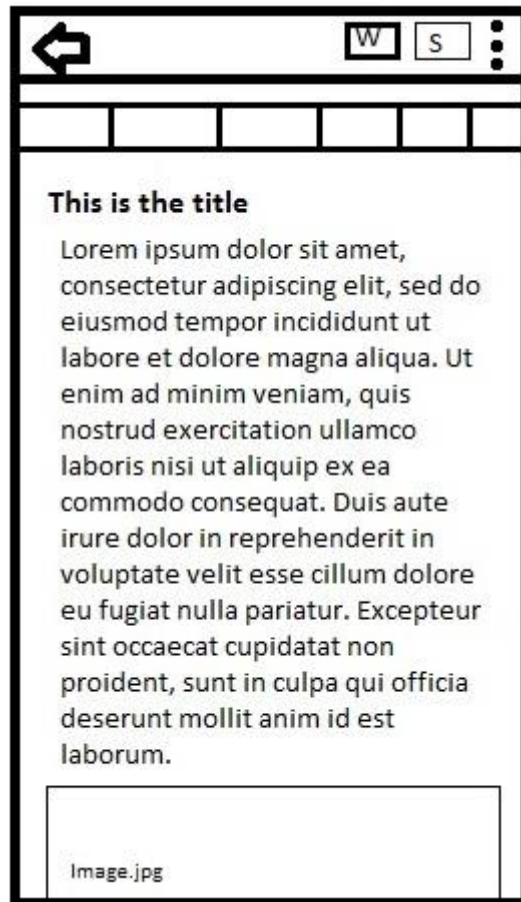 W S
This is the title
Lorem ipsum dolor sit amet,
consectetur adipiscing elit, sed do
eiusmod tempor incididunt ut
labore et dolore magna aliqua. Ut
enim ad minim veniam, quis
nostrud exercitation ullamco
laboris nisi ut aliquip ex ea
commodo consequat. Duis aute
irure dolor in reprehenderit in
voluptate velit esse cillum dolore
eu fugiat nulla pariatur. Excepteur
sint occaecat cupidatat non
proident, sunt in culpa qui officia
deserunt mollit anim id est
laborum.
Image.jpg